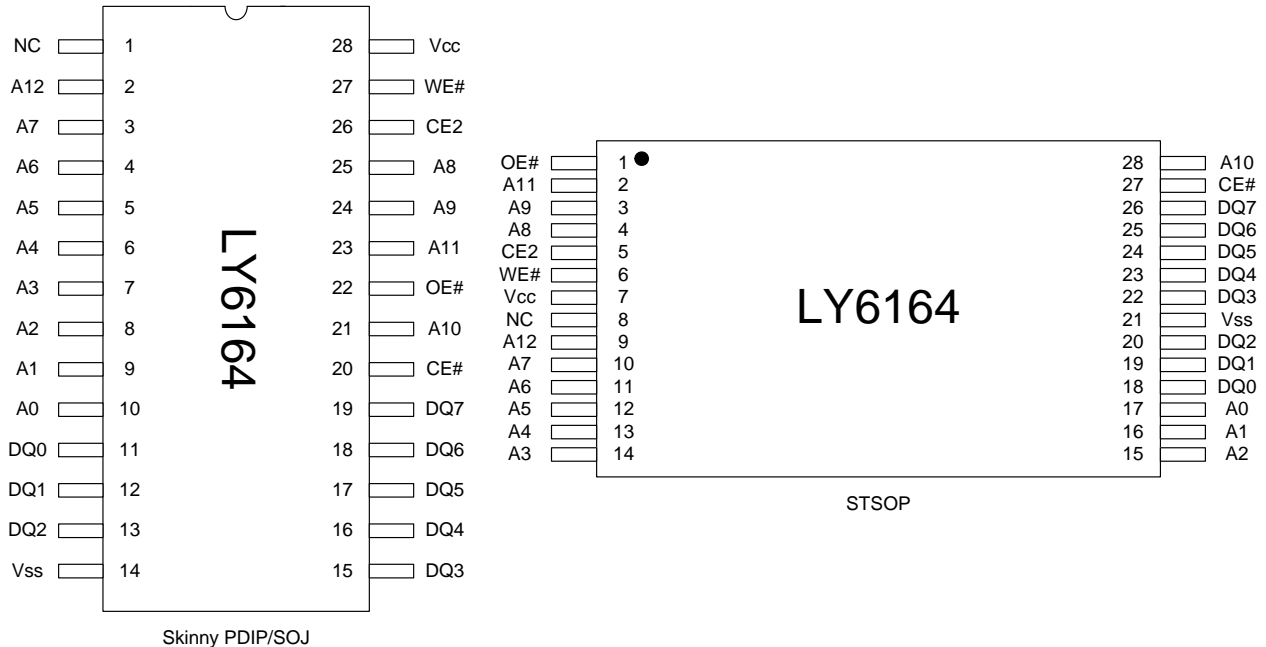 NC 1 28 Vcc
A12 2 27 WE#
A7 3 26 CE2
A6 4 25 A8
A5 5 24 A9
A4 6 23 A11
A3 7 22 OE#
A2 8 21 A10
A1 9 20 CE#
A0 10 19 DQ7
DQ0 11 18 DQ6
DQ1 12 17 DQ5
DQ2 13 16 DQ4
Vss 14 15 DQ3
LY6164
Skinny PDIP/SOJ
OE# 1 28 A10
A11 2 27 CE#
A9 3 26 DQ7
A8 4 25 DQ6
CE2 5 24 DQ5
WE# 6 23 DQ4
Vcc 7 22 DQ3
NC 8 21 Vss
A12 9 20 DQ2
A7 10 19 DQ1
A6 11 18 DQ0
A5 12 17 A0
A4 13 16 A1
A3 14 15 A2
LY6164
STSOP